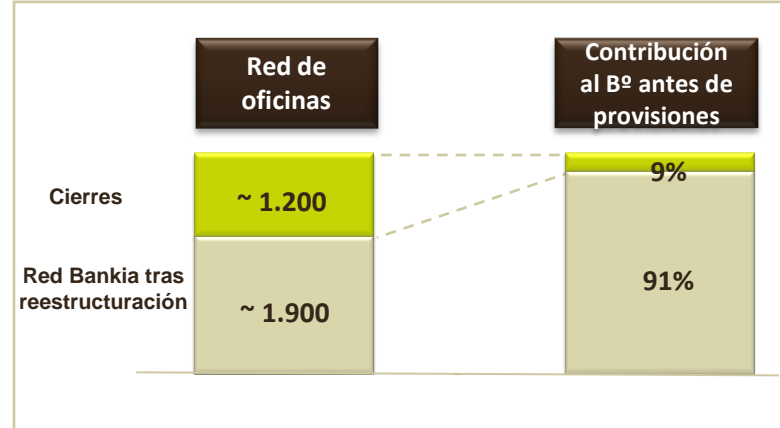 Red de
oficinas
Contribución
al Bº antes de
provisiones
Cierres
~ 1.200
9%
Red Bankia tras
reestructuración
~ 1.900
91%